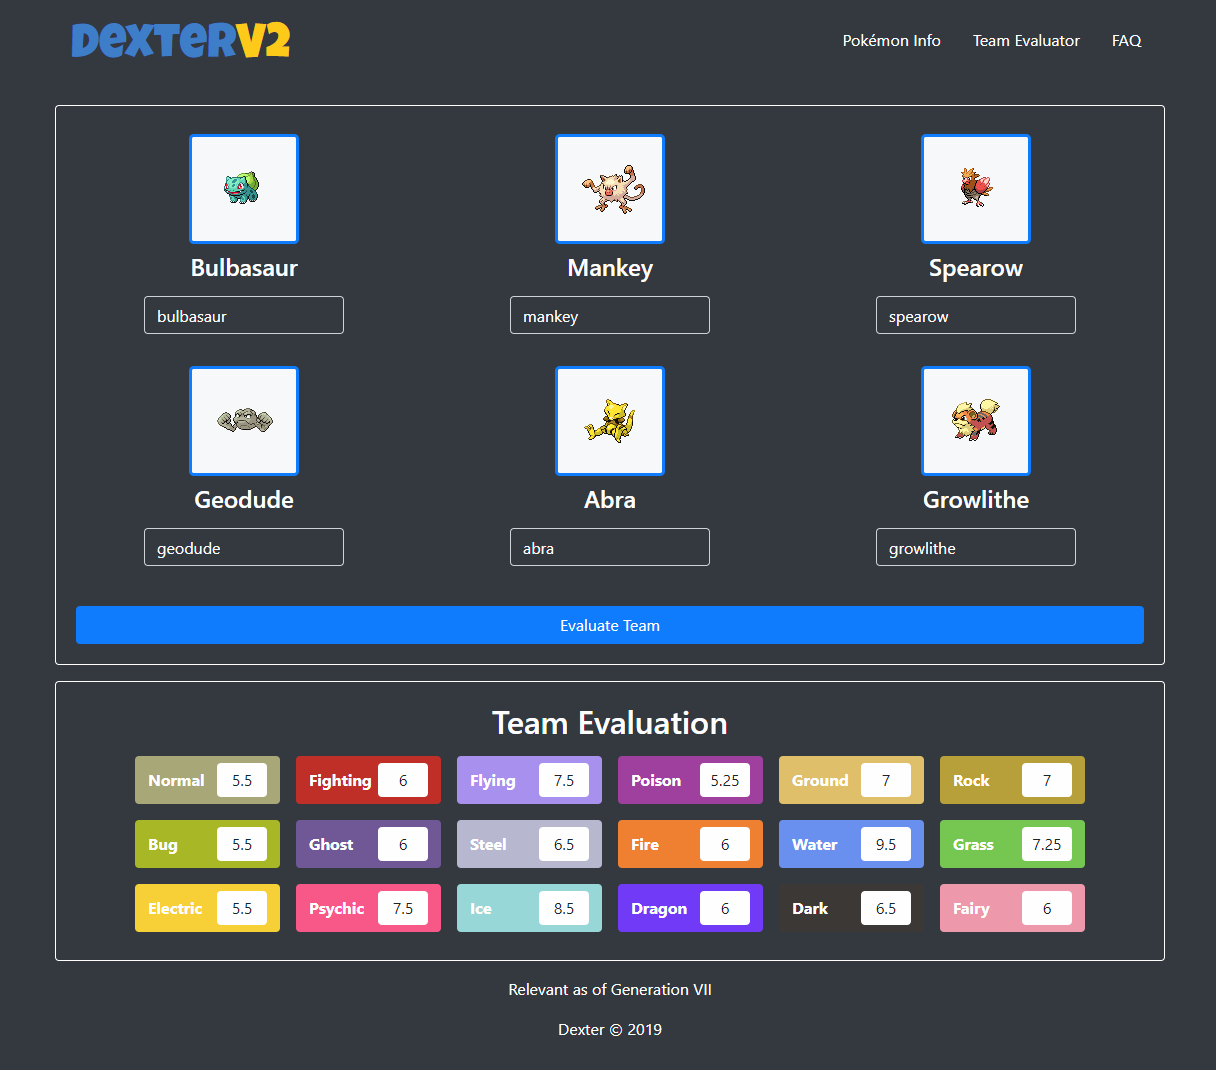 DexterV2
Pokémon Info Team Evaluator FAQ
Bulbasaur Mankey Spearow
bulbasaur mankey spearow
Geodude Abra Growlithe
geodude abra growlithe
Evaluate Team
Team Evaluation
Normal 5.5 Fighting 6 Flying 7.5 Poison 5.25 Ground 7 Rock 7
Bug 5.5 Ghost 6 Steel 6.5 Fire 6 Water 9.5 Grass 7.25
Electric 5.5 Psychic 7.5 Ice 8.5 Dragon 6 Dark 6.5 Fairy 6
Relevant as of Generation VII
Dexter © 2019